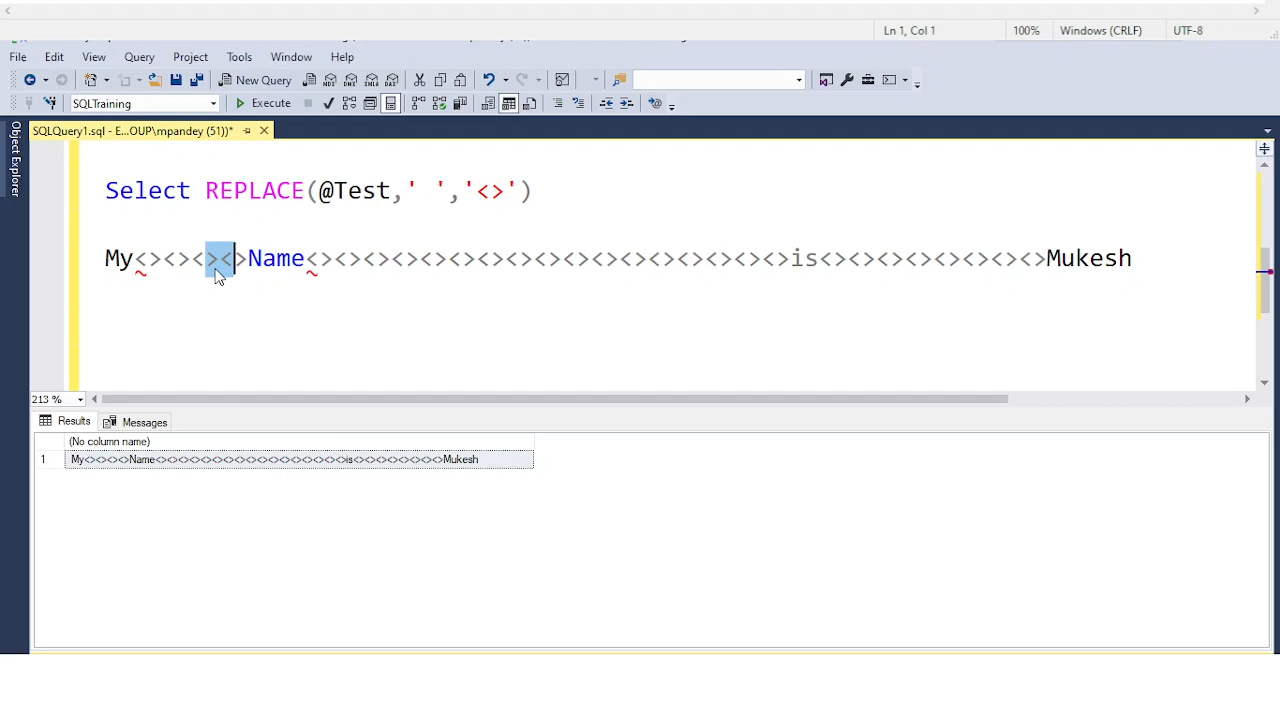 Ln 1, Col 1 100% Windows (CRLF) UTF-8
File Edit View Query Project Tools Window Help
New Query
SQLTraining Execute
Object Explorer
SQLQuery1.sql - E...OUP\mpandey (51))*
Select REPLACE(@Test,' ','<>')
My<><><><>Name<><><><><><><><><><><><><><><><><>is<><><><><><><><>Mukesh
213 %
Results Messages
(No column name)
1 My<><><><>Name<><><><><><><><><><><><><><><><><>is<><><><><><><><>Mukesh